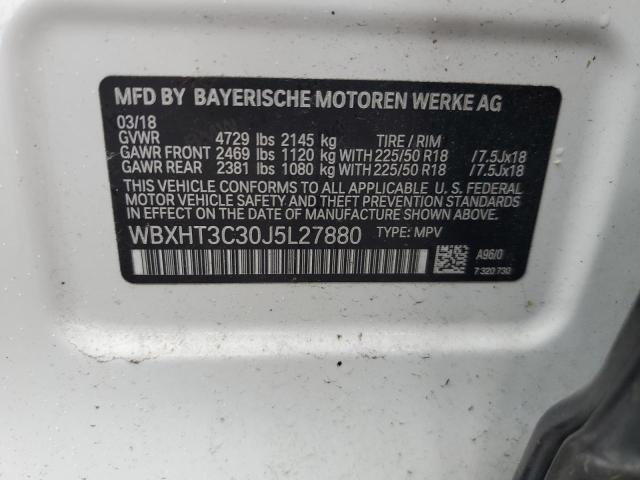 MFD BY BAYERISCHE MOTOREN WERKE AG
03/18
GVWR 4729 lbs 2145 kg TIRE / RIM
GAWR FRONT 2469 lbs 1120 kg WITH 225/50 R18 /7.5Jx18
GAWR REAR 2381 lbs 1080 kg WITH 225/50 R18 /7.5Jx18
THIS VEHICLE CONFORMS TO ALL APPLICABLE U. S. FEDERAL
MOTOR VEHICLE SAFETY AND THEFT PREVENTION STANDARDS
IN EFFECT ON THE DATE OF MANUFACTURE SHOWN ABOVE.
WBXHT3C30J5L27880 TYPE: MPV
A96/0
7 320 730